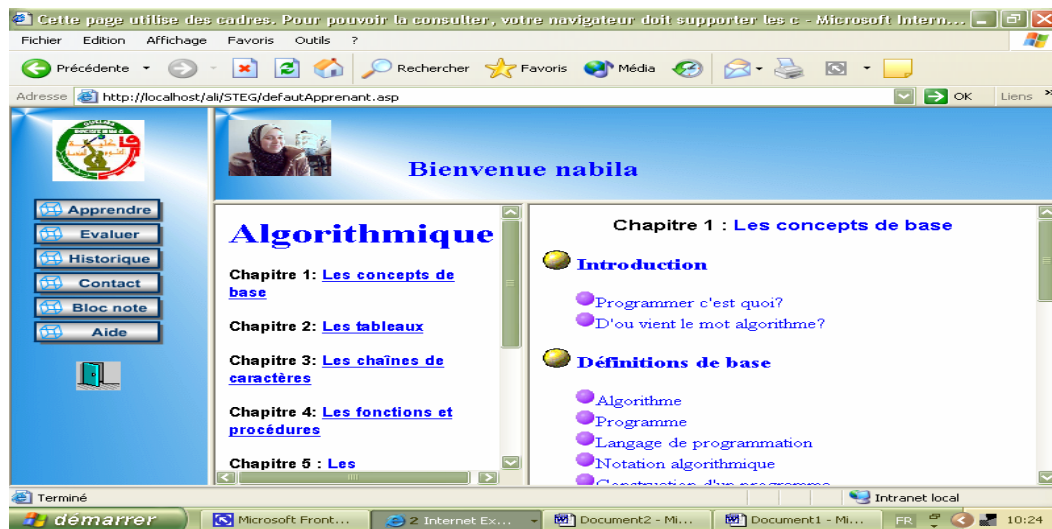 Cette page utilise des cadres. Pour pouvoir la consulter, votre navigateur doit supporter les c - Microsoft Intern...
Fichier Edition Affichage Favoris Outils ?
Précédente Rechercher Favoris Média
Adresse http://localhost/ali/STEG/defautApprenant.asp OK Liens »
Bienvenue nabila
Apprendre
Evaluer
Historique
Contact
Bloc note
Aide
Algorithmique
Chapitre 1: Les concepts de
base
Chapitre 2: Les tableaux
Chapitre 3: Les chaînes de
caractères
Chapitre 4: Les fonctions et
procédures
Chapitre 5 : Les
Chapitre 1 : Les concepts de base
Introduction
Programmer c'est quoi?
D'ou vient le mot algorithme?
Définitions de base
Algorithme
Programme
Langage de programmation
Notation algorithmique
Construction d'un programme
Terminé Intranet local
démarrer Microsoft Front... 2 Internet Ex... Document2 - Mi... Document1 - Mi... FR 10:24